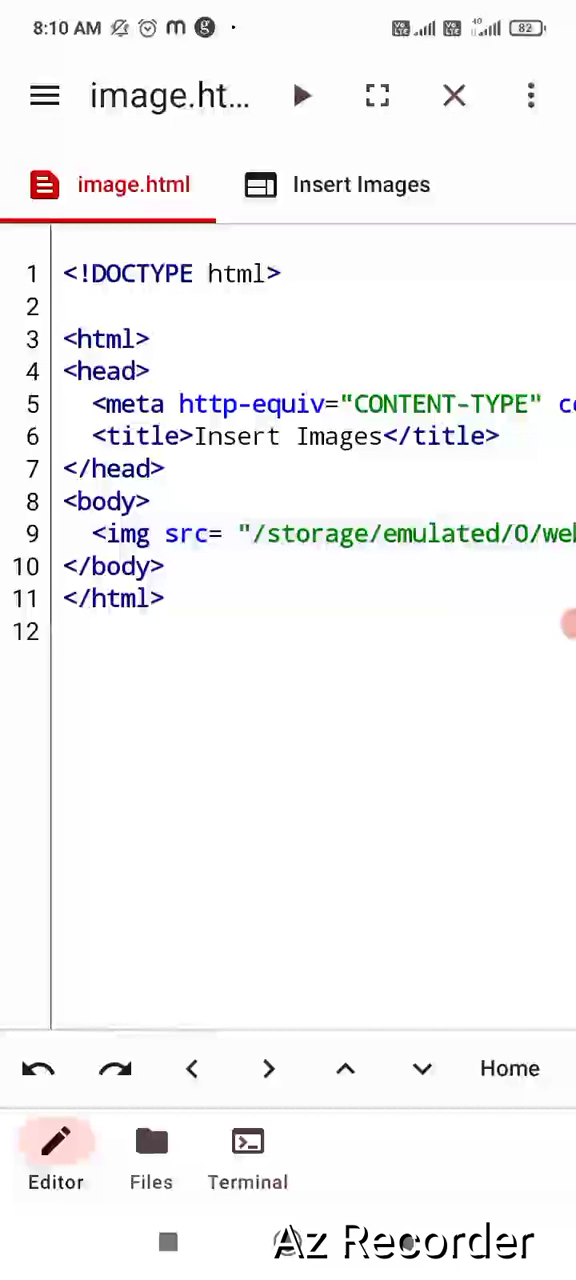 8:10 AM
82
image.ht...
image.html
Insert Images
1 <!DOCTYPE html>
2
3 <html>
4 <head>
5 <meta http-equiv="CONTENT-TYPE" co
6 <title>Insert Images</title>
7 </head>
8 <body>
9 <img src= "/storage/emulated/0/web
10 </body>
11 </html>
12
Home
Editor
Files
Terminal
Az Recorder